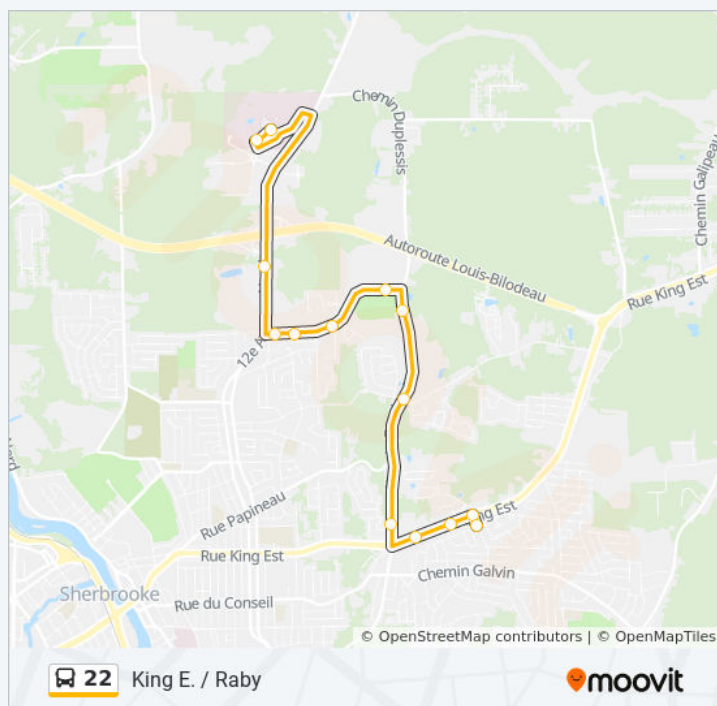 Chemin Duplessis
Chemin Galipeau
Autoroute Louis-Bilodeau
Rue King Est
12e A
Rue Papineau
ng Est
Rue King Est
Chemin Galvin
Sherbrooke
Rue du Conseil
© OpenStreetMap contributors | © OpenMapTiles
22 King E. / Raby
moovit